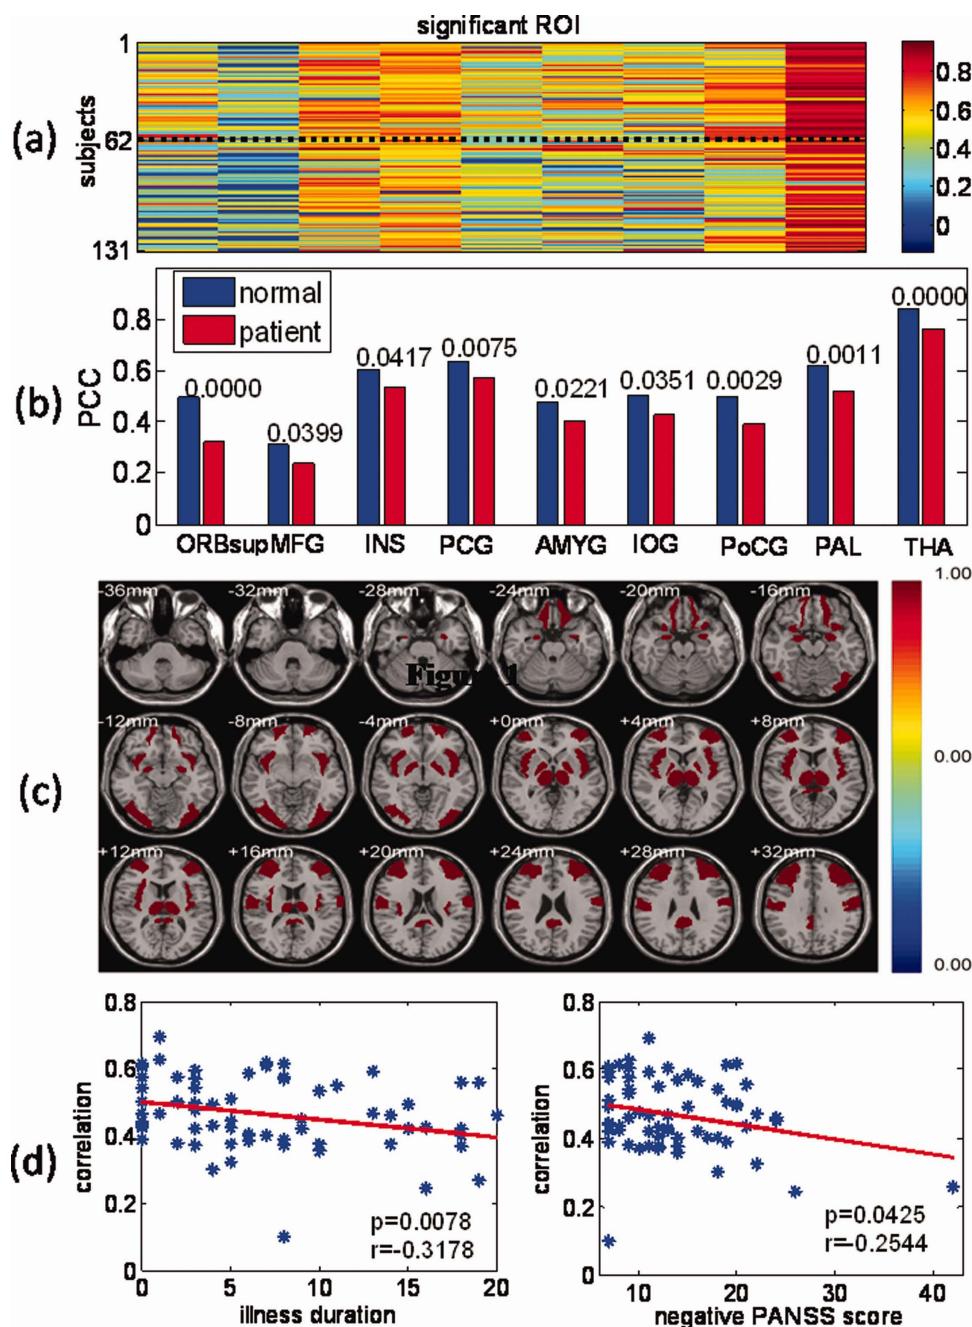 significant ROI
(a)
subjects
1
62
131
0.8
0.6
0.4
0.2
0
(b)
PCC
0.8
0.6
0.4
0.2
0
normal
patient
0.0000
0.0399
0.0417
0.0075
0.0221
0.0351
0.0029
0.0011
0.0000
ORBsup MFG INS PCG AMYG IOG PoCG PAL THA
(c)
-36mm -32mm -28mm -24mm -20mm -16mm
-12mm -8mm -4mm +0mm +4mm +8mm
+12mm +16mm +20mm +24mm +28mm +32mm
1.00
0.00
0.00
(d)
correlation
0.8
0.6
0.4
0.2
0
p=0.0078
r=-0.3178
0 5 10 15 20
illness duration
correlation
0.8
0.6
0.4
0.2
0
p=0.0425
r=-0.2544
10 20 30 40
negative PANSS score